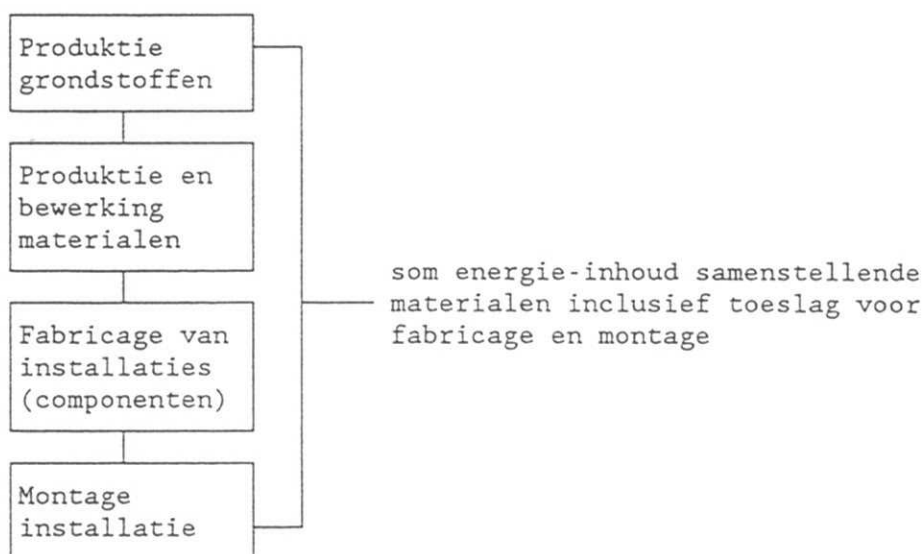 Produktie
grondstoffen
Produktie en
bewerking
materialen
Fabricage van
installaties
(componenten)
Montage
installatie
som energie-inhoud samenstellende
materialen inclusief toeslag voor
fabricage en montage